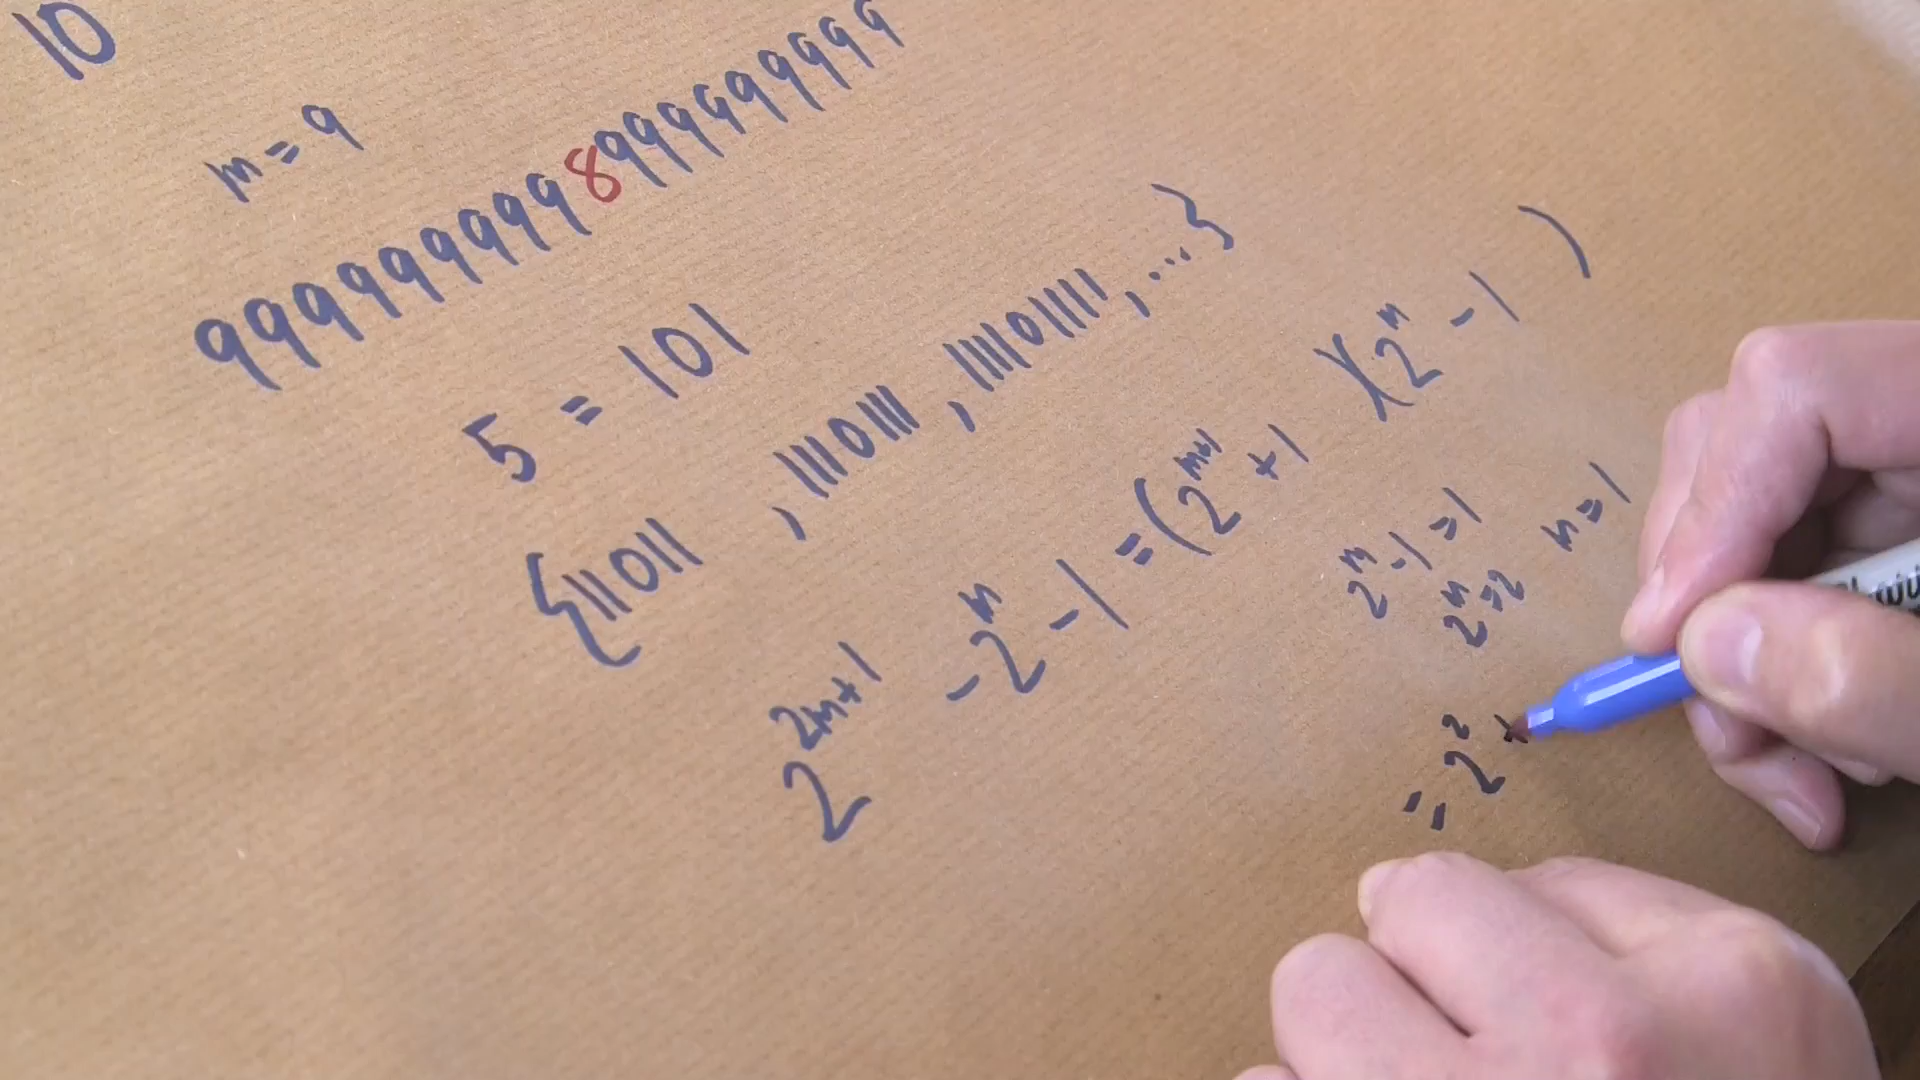 10
m = 9
9999999998999999999
5 = 101
{11011, 1110111, 111101111, ...}
2^{2m+1} - 2^m - 1 = (2^{m+1} + 1)(2^m - 1)
2^m - 1 = 1
2^m = 2 m = 1
= 2^2 +